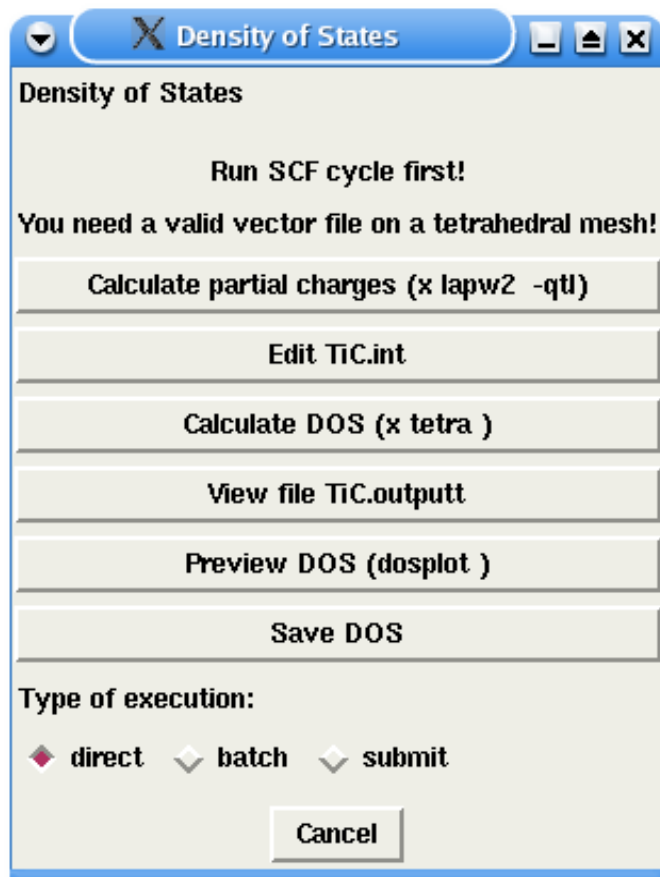 Density of States
Density of States
Run SCF cycle first!
You need a valid vector file on a tetrahedral mesh!
Calculate partial charges (x lapw2 -qtl)
Edit TiC.int
Calculate DOS (x tetra )
View file TiC.outputt
Preview DOS (dosplot )
Save DOS
Type of execution:
direct batch submit
Cancel